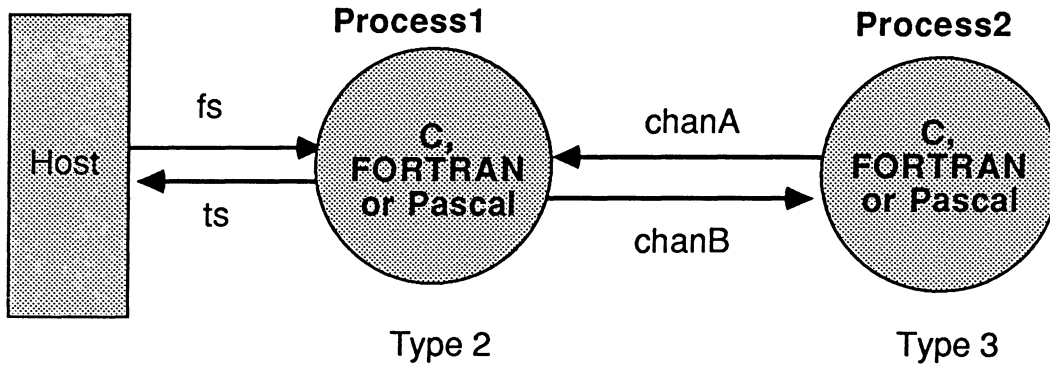 Process1
Process2
Host
fs
ts
C,
FORTRAN
or Pascal
chanA
chanB
C,
FORTRAN
or Pascal
Type 2
Type 3